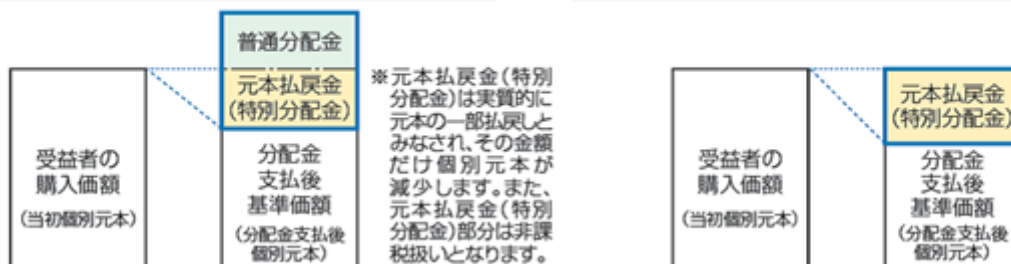 普通分配金
元本払戻金
(特別分配金)
受益者の
購入価額
(当初個別元本)
分配金
支払後
基準価額
(分配金支払後
個別元本)
※元本払戻金(特別
分配金)は実質的に
元本の一部払戻しと
みなされ、その金額
だけ個別元本が
減少します。また、
元本払戻金(特別
分配金)部分は非課
税扱いとなります。
元本払戻金
(特別分配金)
受益者の
購入価額
(当初個別元本)
分配金
支払後
基準価額
(分配金支払後
個別元本)